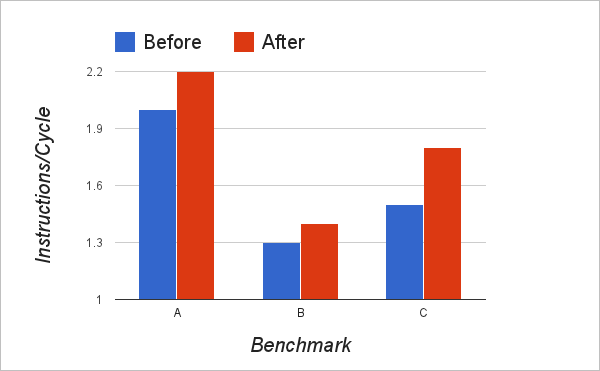 Before After
2.2
1.9
1.6
1.3
1
Instructions/Cycle
A B C
Benchmark